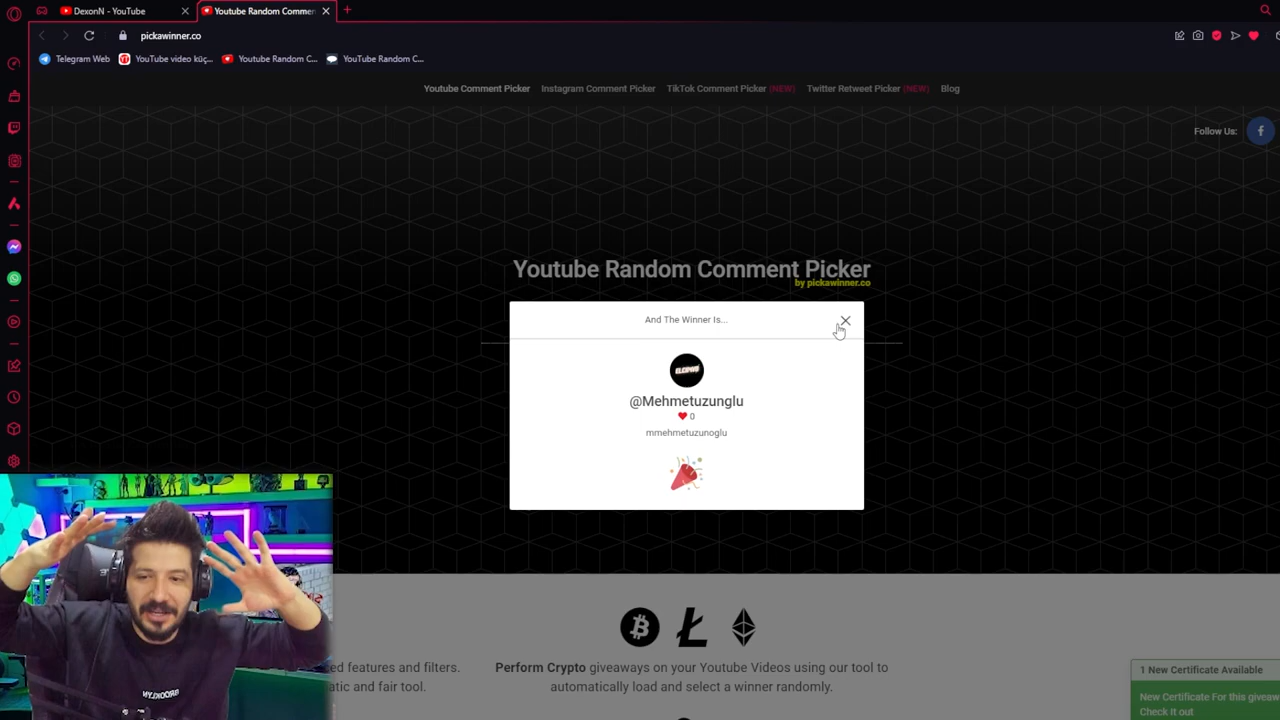 DexonN - YouTube
Youtube Random Commer
pickawinner.co
Telegram Web
YouTube video küç...
Youtube Random C...
YouTube Random C...
Youtube Comment Picker
Instagram Comment Picker
TikTok Comment Picker (NEW)
Twitter Retweet Picker (NEW)
Blog
Follow Us:
Youtube Random Comment Picker
by pickawinner.co
And The Winner Is...
@Mehmetuzunglu
0
mmehmetuzunoglu
ed features and filters.
atic and fair tool.
Perform Crypto giveaways on your Youtube Videos using our tool to
automatically load and select a winner randomly.
1 New Certificate Available
New Certificate For this giveaw
Check it out
BROOKLYN